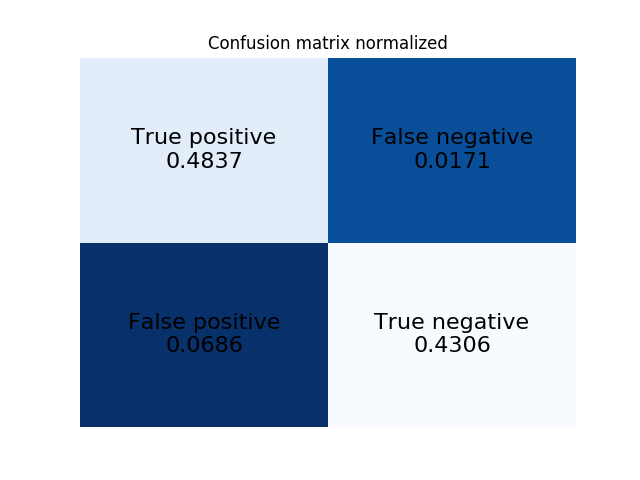 Confusion matrix normalized
True positive
0.4837
False negative
0.0171
False positive
0.0686
True negative
0.4306